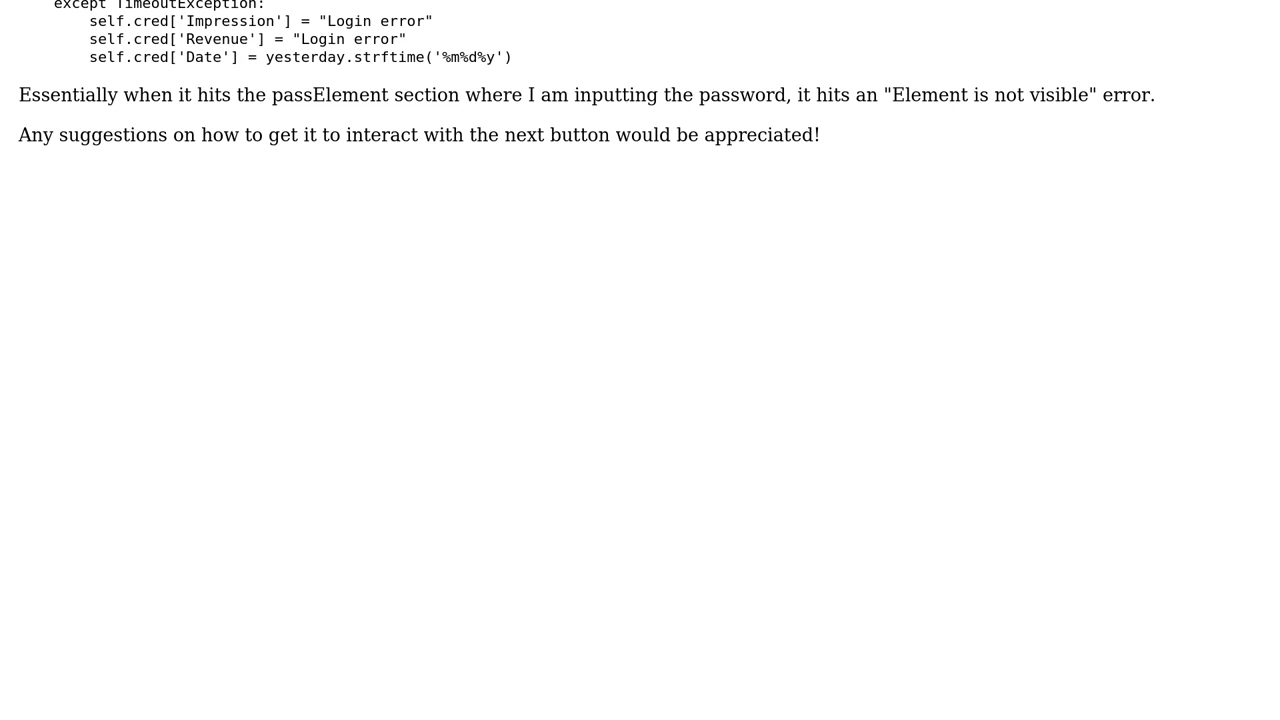 except TimeoutException:
self.cred['Impression'] = "Login error"
self.cred['Revenue'] = "Login error"
self.cred['Date'] = yesterday.strftime('%m%d%y')
Essentially when it hits the passElement section where I am inputting the password, it hits an "Element is not visible" error.
Any suggestions on how to get it to interact with the next button would be appreciated!